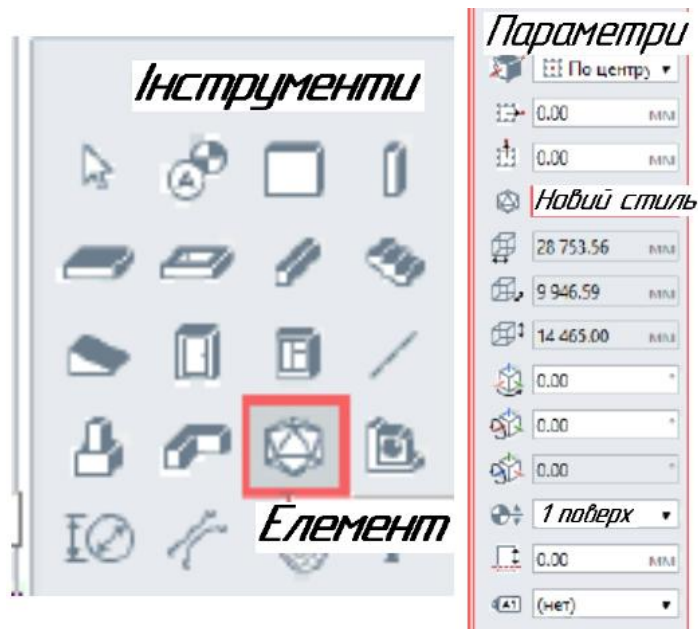 Інструменти
A
Елемент
Параметри
По центру
0.00 мм
0.00 мм
Новий стиль
28 753.56 мм
9 946.59 мм
14 465.00 мм
0.00 °
0.00 °
0.00 °
1 поверх
0.00 мм
A1 (нет)